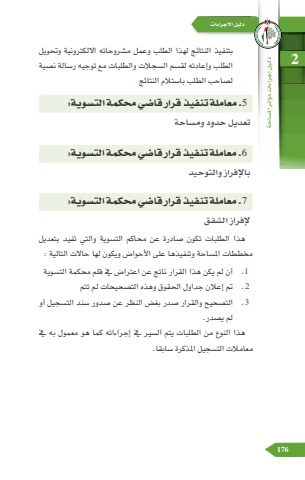 دليل الاجراءات
2
دليل إجراءات دوائر المساحة
بتنفيذ النتائج لهذا الطلب وعمل مشروحاته الالكترونية وتحويل
الطلب وإعادته لقسم السجلات والطلبات مع توجيه رسالة نصية
لصاحب الطلب باستلام النتائج
5. معاملة تنفيذ قرار قاضي محكمة التسوية:
تعديل حدود ومساحة
6. معاملة تنفيذ قرار قاضي محكمة التسوية:
بالإفراز والتوحيد
7. معاملة تنفيذ قرار قاضي محكمة التسوية:
لإفراز الشقق
هذا الطلبات تكون صادرة عن محاكم التسوية والتي تفيد بتعديل
مخططات المساحة وتنفيذها على الأحواض ويكون لها حالات التالية :
1. أن لم يكن هذا القرار ناتج عن اعتراض في قلم محكمة التسوية
2. تم إعلان جداول الحقوق وهذه التصحيحات لم تتم
3. التصحيح والقرار صدر بغض النظر عن صدور سند التسجيل أو
لم يصدر.
هذا النوع من الطلبات يتم السير في إجراءاته كما هو معمول به في
معاملات التسجيل المذكرة سابقا.
176